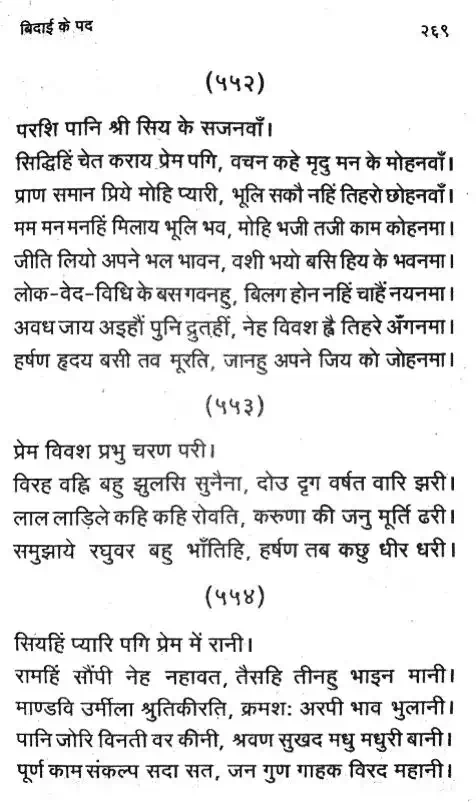 बिदाई के पद
२६९
(५५२)
परशि पानि श्री सिय के सजनवाँ।
सिद्धिहिं चेत कराय प्रेम पगि, वचन कहे मृदु मन के मोहनवाँ।
प्राण समान प्रिये मोहि प्यारी, भूलि सकौ नहिं तिहरो छोहनवाँ।
मम मन मनहिं मिलाय भूलि भव, मोहि भजी तजी काम कोहनमा।
जीति लियो अपने भल भावन, वशी भयो बसि हिय के भवनमा।
लोक-वेद-विधि के बस गवनहु, बिलग होन नहिं चाहैं नयनमा।
अवध जाय अइहौं पुनि द्रुतहीं, नेह विवश ह्वै तिहरे अँगनमा।
हर्षण हृदय बसी तव मूरति, जानहु अपने जिय को जोहनमा।
(५५३)
प्रेम विवश प्रभु चरण परी।
विरह वह्नि बहु झुलसि सुनैना, दोउ दृग वर्षत वारि झरी।
लाल लाड़िले कहि कहि रोवति, करुणा की जनु मूर्ति ढरी।
समुझाये रघुवर बहु भाँतिहि, हर्षण तब कछु धीर धरी।
(५५४)
सियहिं प्यारि पगि प्रेम में रानी।
रामहिं सौंपी नेह नहावत, तैसहि तीनहु भाइन मानी।
माण्डवि उर्मीला श्रुतिकीरति, क्रमशः अरपी भाव भुलानी।
पानि जोरि विनती वर कीनी, श्रवण सुखद मधु मधुरी बानी।
पूर्ण काम संकल्प सदा सत, जन गुण गाहक विरद महानी।